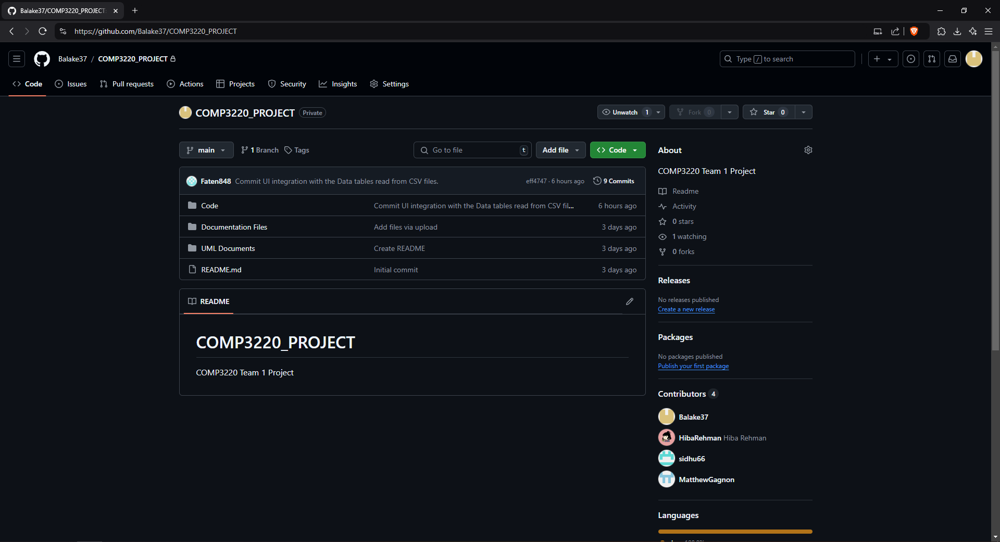 Balake37/COMP3220_PROJECT:
https://github.com/Balake37/COMP3220_PROJECT
Balake37 / COMP3220_PROJECT
Type / to search
Code Issues Pull requests Actions Projects Security Insights Settings
COMP3220_PROJECT Private
Unwatch 1 Fork 0 Star 0
main 1 Branch Tags Go to file t Add file Code
Faten848 Commit UI integration with the Data tables read from CSV files. eff4747 · 6 hours ago 9 Commits
Code Commit UI integration with the Data tables read from CSV fil... 6 hours ago
Documentation Files Add files via upload 3 days ago
UML Documents Create README 3 days ago
README.md Initial commit 3 days ago
README
COMP3220_PROJECT
COMP3220 Team 1 Project
About
COMP3220 Team 1 Project
Readme
Activity
0 stars
1 watching
0 forks
Releases
No releases published
Create a new release
Packages
No packages published
Publish your first package
Contributors 4
Balake37
HibaRehman Hiba Rehman
sidhu66
MatthewGagnon
Languages